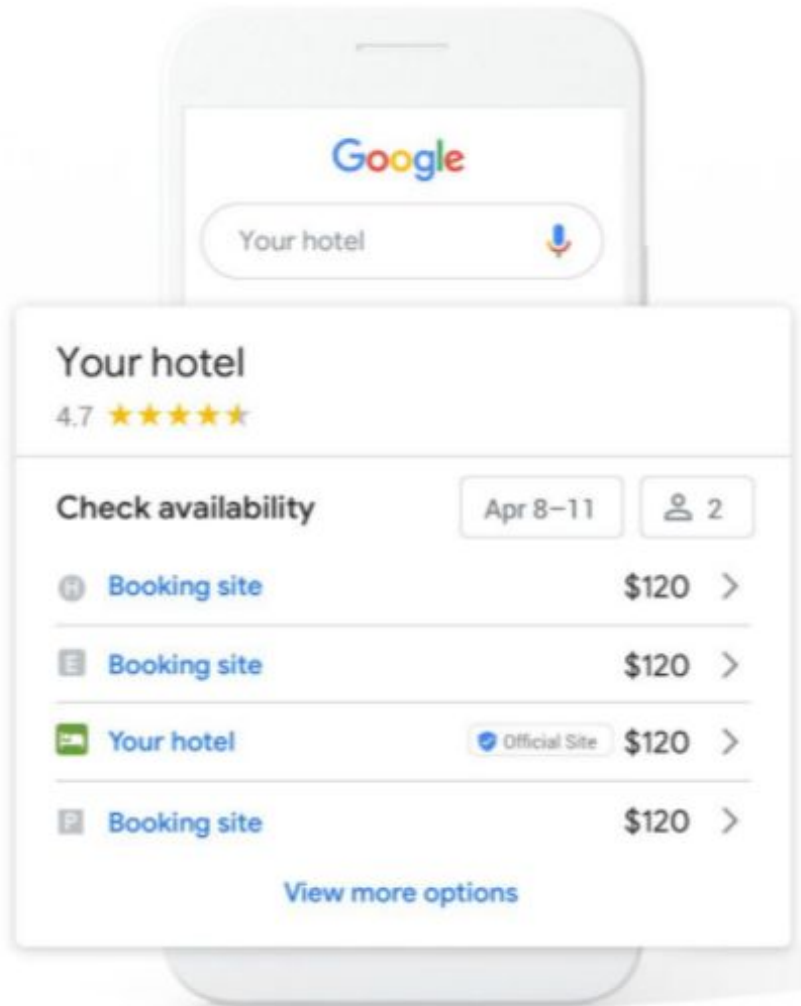 Google
Your hotel
Your hotel
4.7
Check availability Apr 8–11 2
H Booking site $120
E Booking site $120
Your hotel Official Site $120
P Booking site $120
View more options